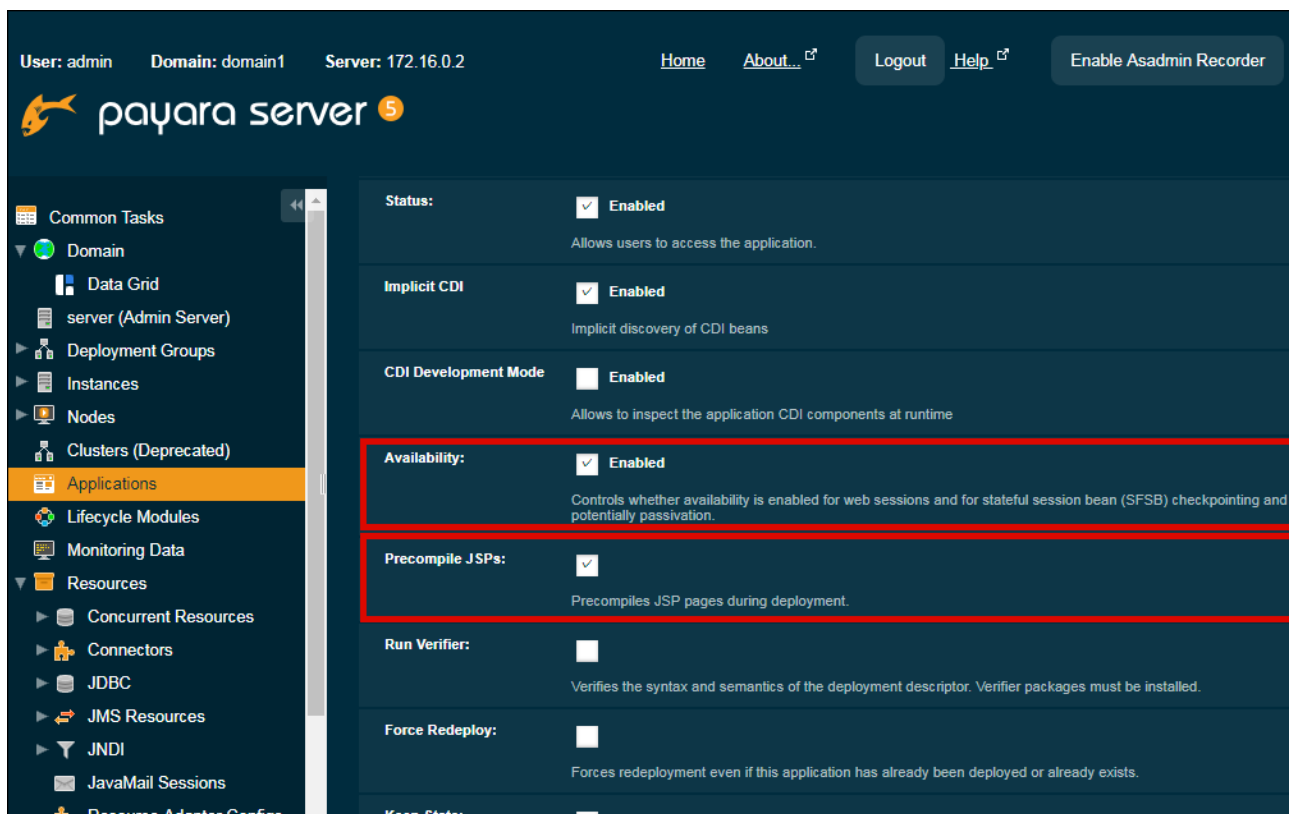 User: admin Domain: domain1 Server: 172.16.0.2 Home About... Logout Help Enable Asadmin Recorder
payara server 5
Common Tasks
Domain
Data Grid
server (Admin Server)
Deployment Groups
Instances
Nodes
Clusters (Deprecated)
Applications
Lifecycle Modules
Monitoring Data
Resources
Concurrent Resources
Connectors
JDBC
JMS Resources
JNDI
JavaMail Sessions
Resource Adapter Configs
Status: Enabled
Allows users to access the application.
Implicit CDI Enabled
Implicit discovery of CDI beans
CDI Development Mode Enabled
Allows to inspect the application CDI components at runtime
Availability: Enabled
Controls whether availability is enabled for web sessions and for stateful session bean (SFSB) checkpointing and
potentially passivation.
Precompile JSPs:
Precompiles JSP pages during deployment.
Run Verifier:
Verifies the syntax and semantics of the deployment descriptor. Verifier packages must be installed.
Force Redeploy:
Forces redeployment even if this application has already been deployed or already exists.
Keep State: